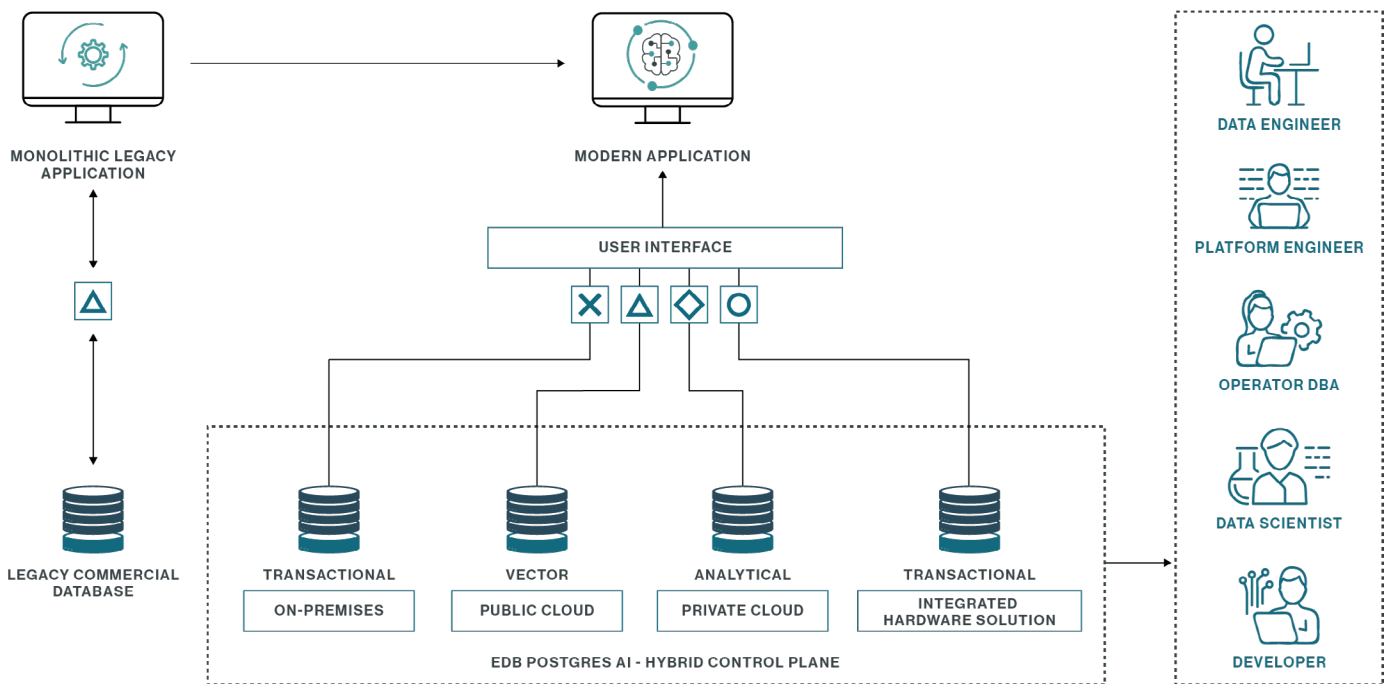 MONOLITHIC LEGACY
APPLICATION
MODERN APPLICATION
USER INTERFACE
LEGACY COMMERCIAL
DATABASE
TRANSACTIONAL
ON-PREMISES
VECTOR
PUBLIC CLOUD
ANALYTICAL
PRIVATE CLOUD
TRANSACTIONAL
INTEGRATED
HARDWARE SOLUTION
EDB POSTGRES AI - HYBRID CONTROL PLANE
DATA ENGINEER
PLATFORM ENGINEER
OPERATOR DBA
DATA SCIENTIST
DEVELOPER